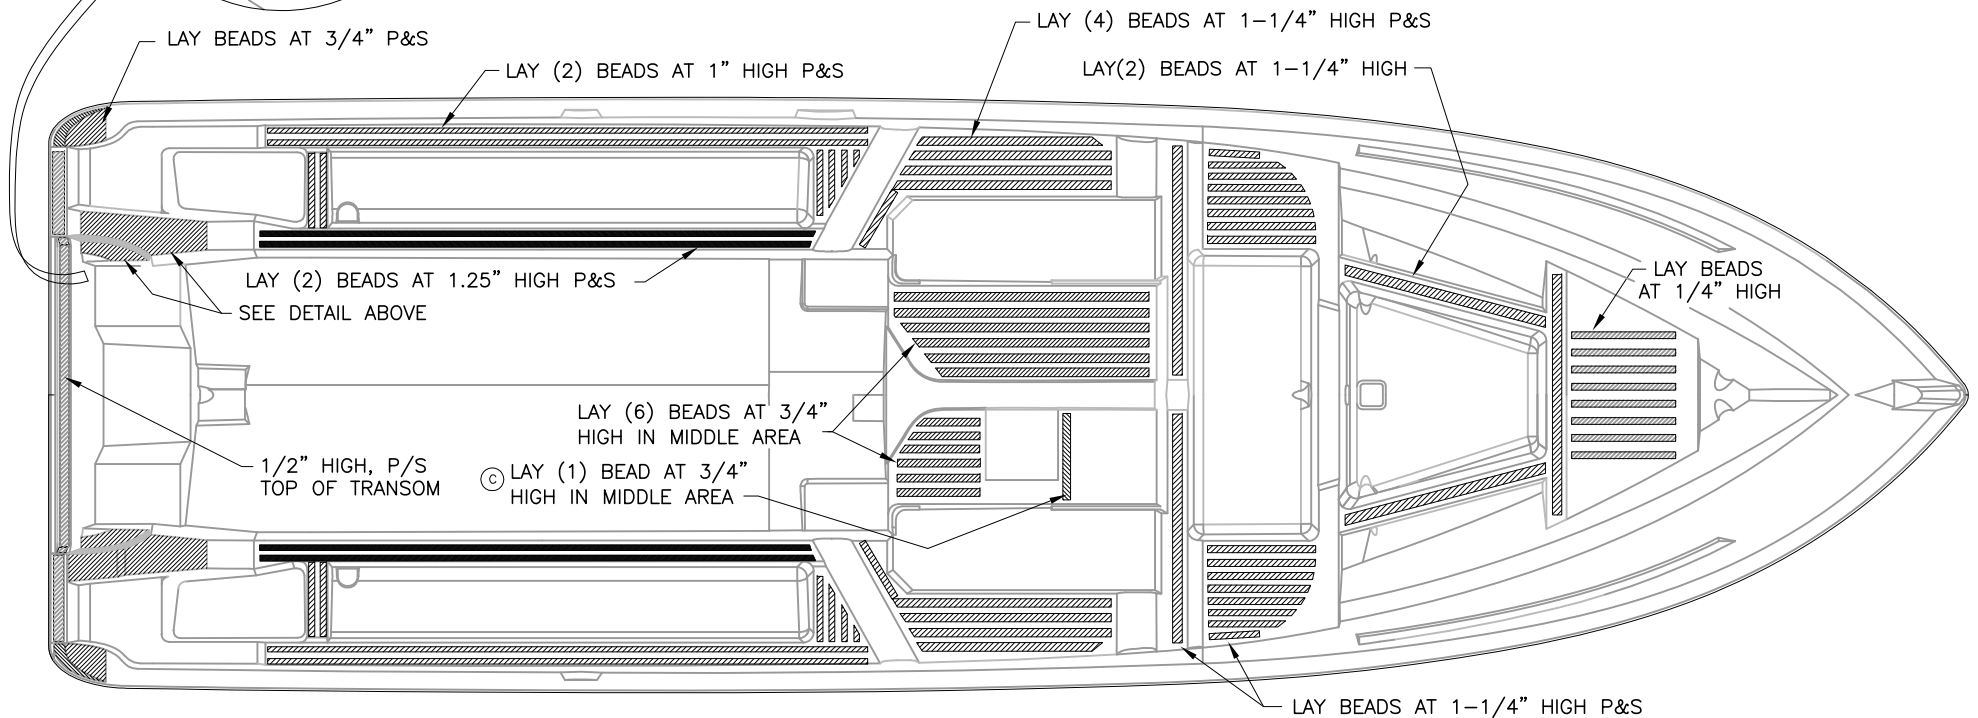 LAY (4) BEADS AT 1-1/4” HIGH P&S
LAY BEADS AT 3/4” P&S
LAY (2) BEADS AT 1” HIGH P&S
LAY(2) BEADS AT 1-1/4” HIGH
LAY (2) BEADS AT 1.25” HIGH P&S
SEE DETAIL ABOVE
LAY BEADS
AT 1/4” HIGH
LAY (6) BEADS AT 3/4”
HIGH IN MIDDLE AREA
1/2” HIGH, P/S
TOP OF TRANSOM
C
LAY (1) BEAD AT 3/4”
HIGH IN MIDDLE AREA
LAY BEADS AT 1-1/4” HIGH P&S